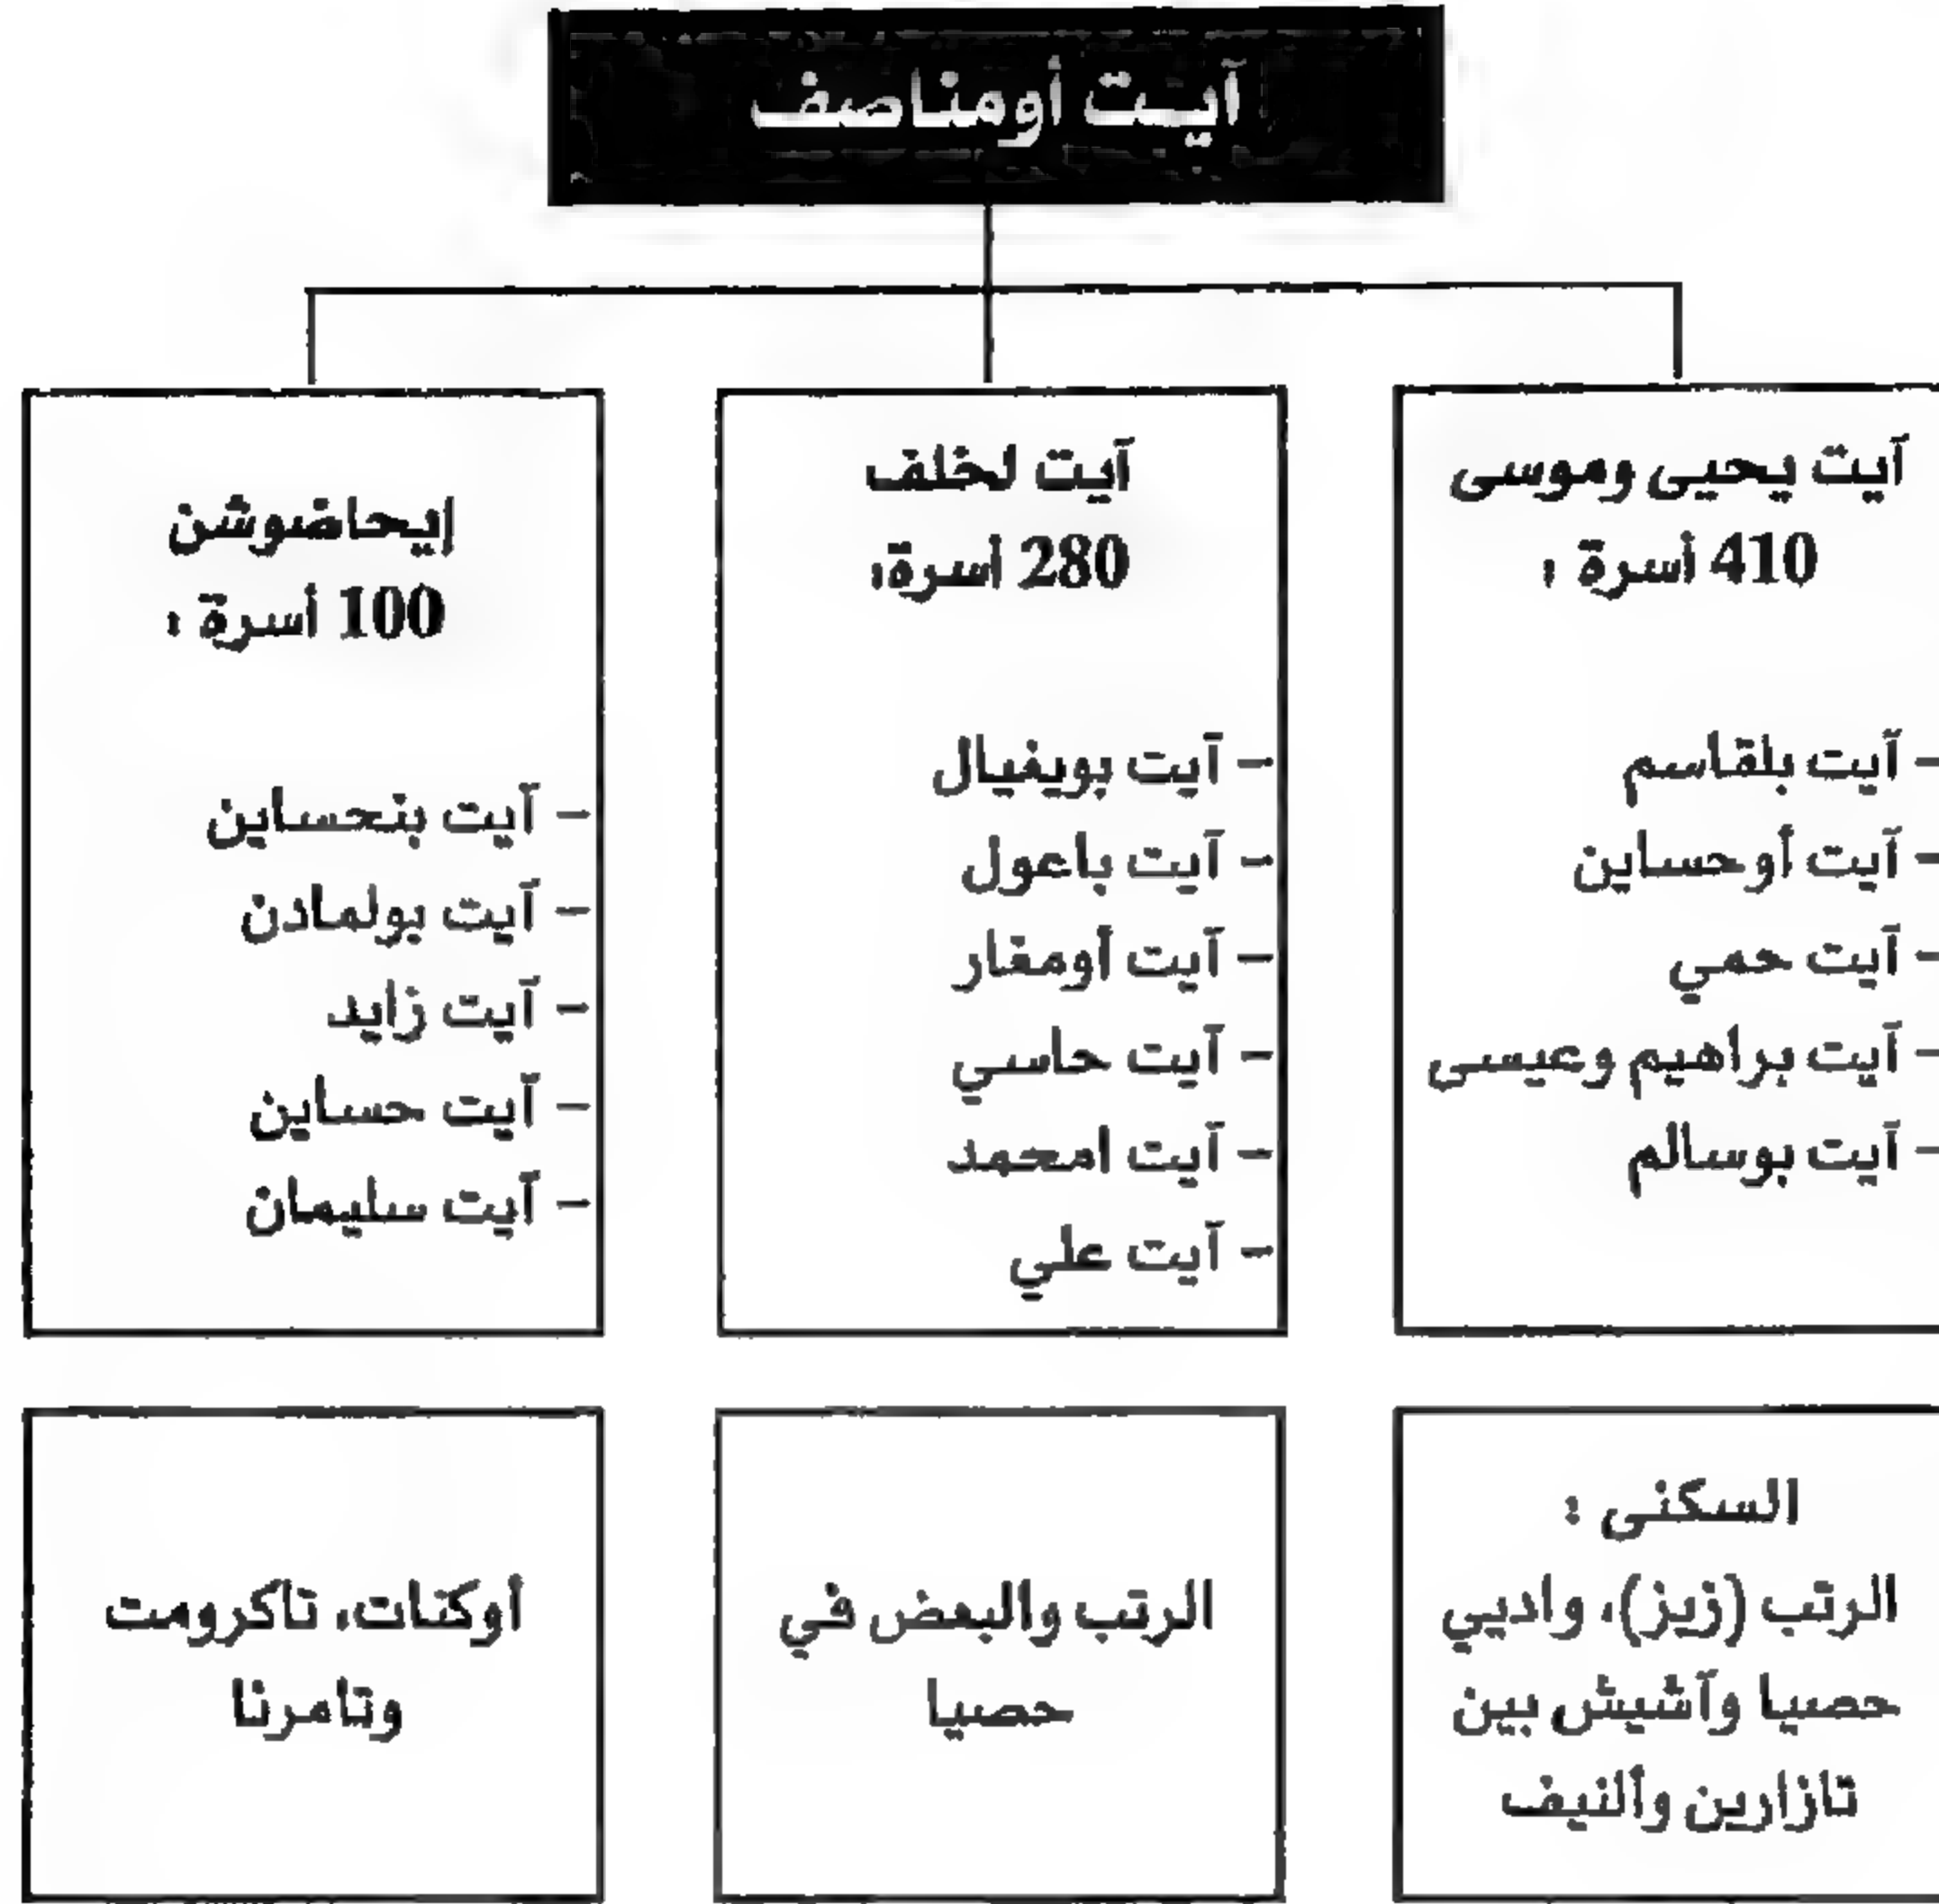 آيت أومناصف
آيت يحيى وموسى
410 أسرة :
- آيت بلقاسم
- آيت أوحساين
- آيت حمي
- آيت براهيم وعيسى
- آيت بوسالم
آيت لخلف
280 أسرة:
- آيت بويفيال
- آيت باعول
- آيت أومغار
- آيت حاسي
- آيت امحمد
- آيت علي
إيحاضوشن
100 أسرة :
- آيت بنحساين
- آيت بولمادن
- آيت زايد
- آيت حساين
- آيت سليمان
السكنى :
الرتب (زيز)، واديي
حصيا وآشيش بين
تازارين وألنيف
الرتب والبعض في
حصيا
أوكنات، تاكرومت
وتامرنا